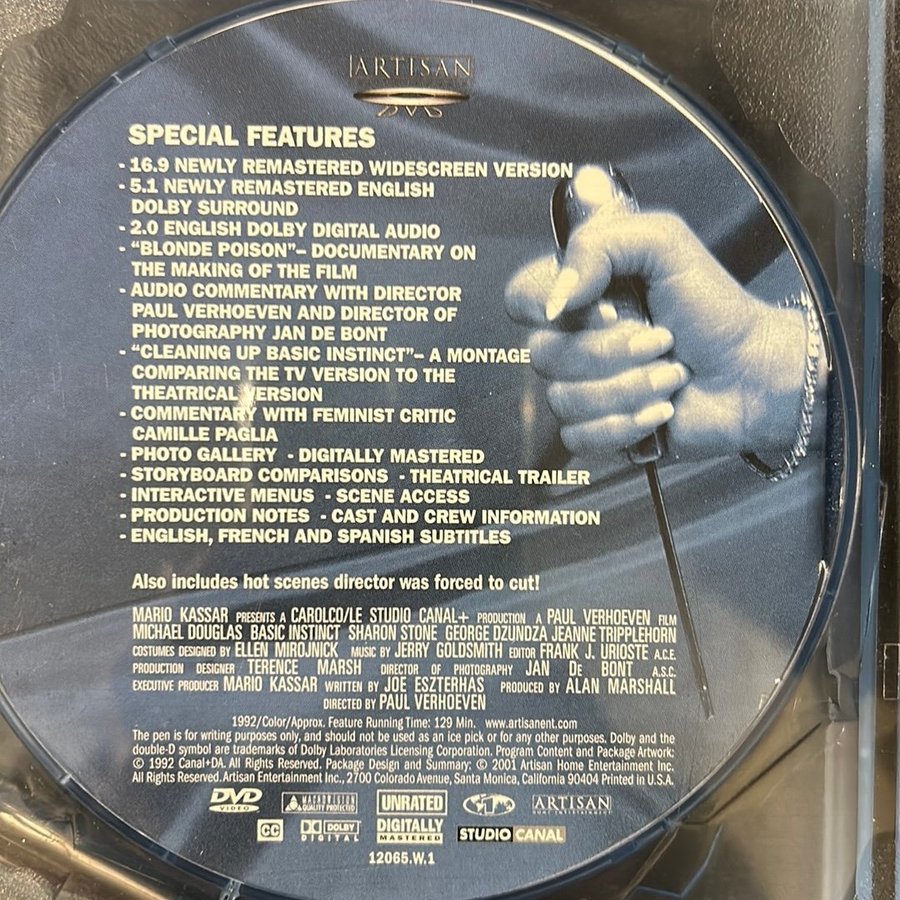 ARTISAN
DVD
SPECIAL FEATURES
- 16.9 NEWLY REMASTERED WIDESCREEN VERSION
- 5.1 NEWLY REMASTERED ENGLISH
DOLBY SURROUND
- 2.0 ENGLISH DOLBY DIGITAL AUDIO
- "BLONDE POISON"– DOCUMENTARY ON
THE MAKING OF THE FILM
- AUDIO COMMENTARY WITH DIRECTOR
PAUL VERHOEVEN AND DIRECTOR OF
PHOTOGRAPHY JAN DE BONT
- "CLEANING UP BASIC INSTINCT"– A MONTAGE
COMPARING THE TV VERSION TO THE
THEATRICAL VERSION
- COMMENTARY WITH FEMINIST CRITIC
CAMILLE PAGLIA
- PHOTO GALLERY - DIGITALLY MASTERED
- STORYBOARD COMPARISONS - THEATRICAL TRAILER
- INTERACTIVE MENUS - SCENE ACCESS
- PRODUCTION NOTES - CAST AND CREW INFORMATION
- ENGLISH, FRENCH AND SPANISH SUBTITLES
Also includes hot scenes director was forced to cut!
MARIO KASSAR PRESENTS A CAROLCO/LE STUDIO CANAL+ PRODUCTION A PAUL VERHOEVEN FILM
MICHAEL DOUGLAS BASIC INSTINCT SHARON STONE GEORGE DZUNDZA JEANNE TRIPPLEHORN
COSTUMES DESIGNED BY ELLEN MIROJNICK MUSIC BY JERRY GOLDSMITH EDITOR FRANK J. URIOSTE A.C.E.
PRODUCTION DESIGNER TERENCE MARSH DIRECTOR OF PHOTOGRAPHY JAN DE BONT A.S.C.
EXECUTIVE PRODUCER MARIO KASSAR WRITTEN BY JOE ESZTERHAS PRODUCED BY ALAN MARSHALL
DIRECTED BY PAUL VERHOEVEN
1992/Color/Approx. Feature Running Time: 129 Min. www.artisanent.com
The pen is for writing purposes only, and should not be used as an ice pick or for any other purposes. Dolby and the
double-D symbol are trademarks of Dolby Laboratories Licensing Corporation. Program Content and Package Artwork:
© 1992 Canal+DA. All Rights Reserved. Package Design and Summary: © 2001 Artisan Home Entertainment Inc.
All Rights Reserved. Artisan Entertainment Inc., 2700 Colorado Avenue, Santa Monica, California 90404 Printed in U.S.A.
DVD VIDEO MACROVISION QUALITY PROTECTED UNRATED ARTISAN HOME ENTERTAINMENT
CC DOLBY DIGITAL DIGITALLY MASTERED STUDIO CANAL
12065.W.1